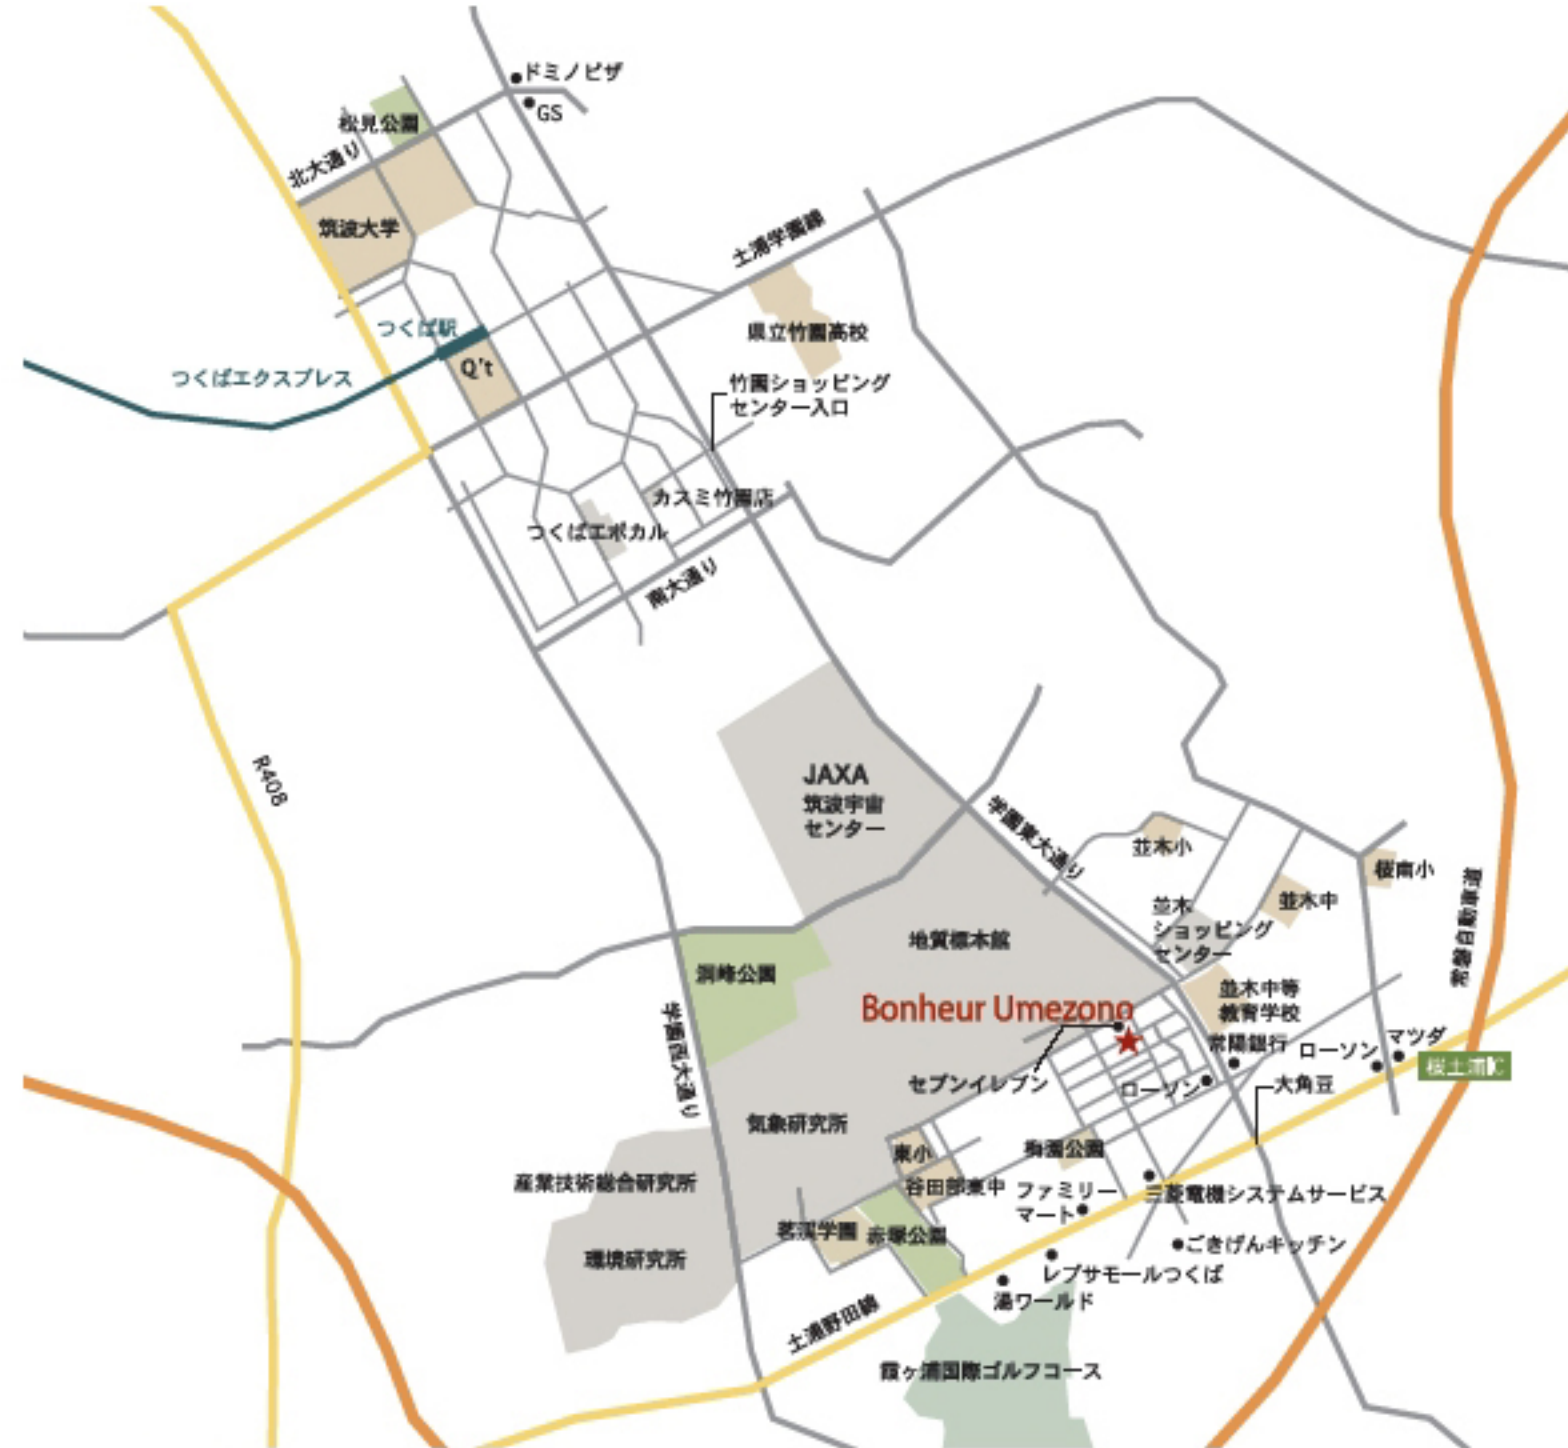 ドミノピザ
GS
松見公園
北大通り
筑波大学
土浦学園線
つくば駅
県立竹園高校
つくばエクスプレス
Q't
竹園ショッピング
センター入口
カスミ竹園店
つくばエポカル
南大通り
R408
JAXA
筑波宇宙
センター
学園東大通り
並木小
桜南小
並木中
並木
ショッピング
センター
常磐自動車道
地質標本館
洞峰公園
並木中等
教育学校
Bonheur Umezono
学園西大通り
常陽銀行
ローソン
マツダ
桜土浦IC
セブンイレブン
ローソン
大角豆
気象研究所
東小
梅園公園
産業技術総合研究所
谷田部東中
ファミリー
マート
三菱電機システムサービス
茗溪学園
赤塚公園
ごきげんキッチン
環境研究所
レプサモールつくば
湯ワールド
土浦野田線
霞ヶ浦国際ゴルフコース